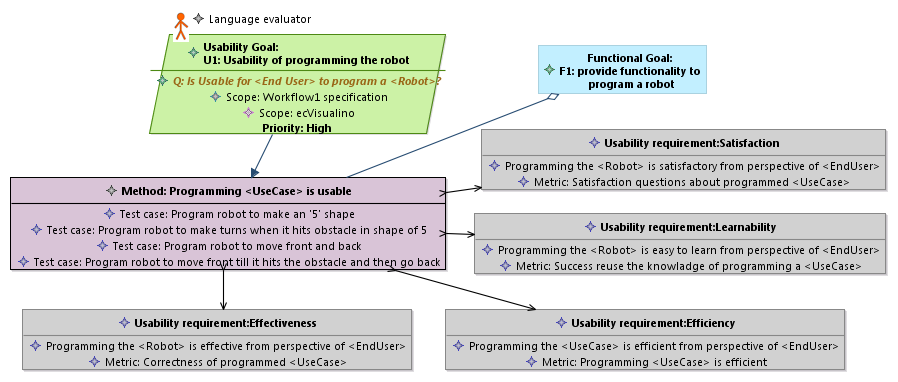 Language evaluator
Usability Goal:
U1: Usability of programming the robot
Q: Is Usable for <End User> to program a <Robot>?
Scope: Workflow1 specification
Scope: ecVisualino
Priority: High
Functional Goal:
F1: provide functionality to
program a robot
Usability requirement:Satisfaction
Programming the <Robot> is satisfactory from perspective of <EndUser>
Metric: Satisfaction questions about programmed <UseCase>
Method: Programming <UseCase> is usable
Test case: Program robot to make an '5' shape
Test case: Program robot to make turns when it hits obstacle in shape of 5
Test case: Program robot to move front and back
Test case: Program robot to move front till it hits the obstacle and then go back
Usability requirement:Learnability
Programming the <Robot> is easy to learn from perspective of <EndUser>
Metric: Success reuse the knowladge of programming a <UseCase>
Usability requirement:Effectiveness
Programming the <Robot> is effective from perspective of <EndUser>
Metric: Correctness of programmed <UseCase>
Usability requirement:Efficiency
Programming the <UseCase> is efficient from perspective of <EndUser>
Metric: Programming <UseCase> is efficient